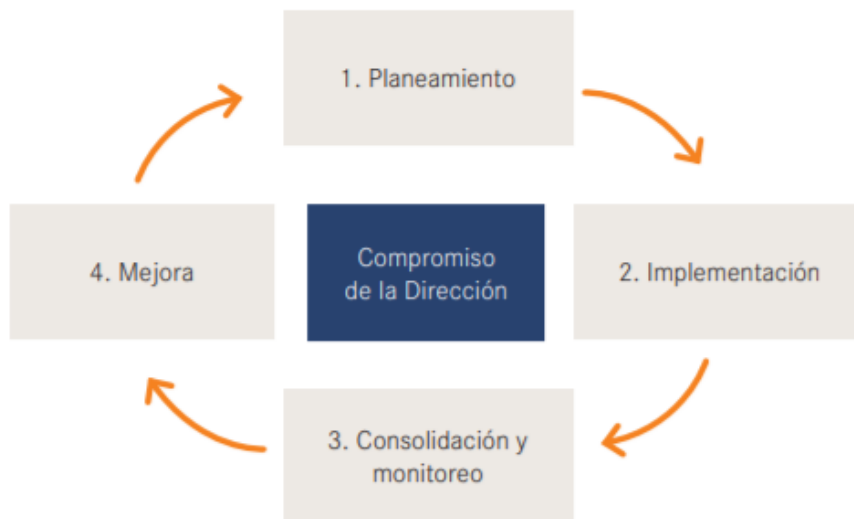 1. Planeamiento
4. Mejora
Compromiso
de la Dirección
2. Implementación
3. Consolidación y
monitoreo